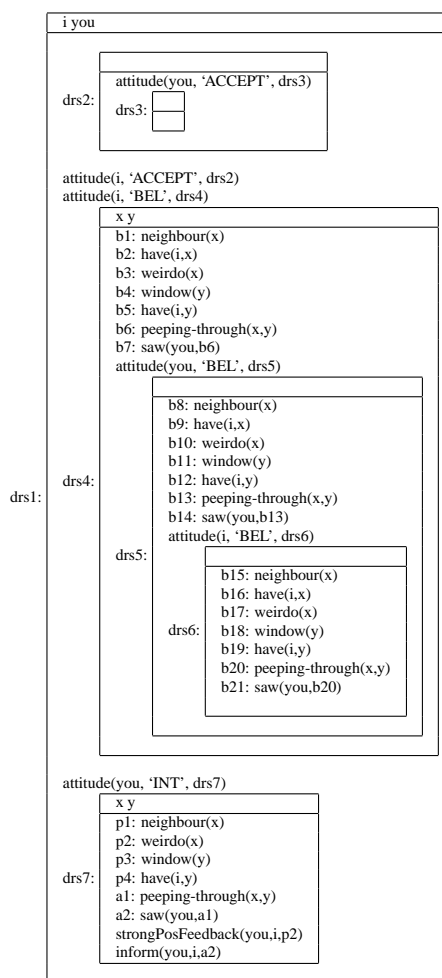 i you
attitude(you, ‘ACCEPT’, drs3)
drs2:
drs3:
attitude(i, ‘ACCEPT’, drs2)
attitude(i, ‘BEL’, drs4)
x y
b1: neighbour(x)
b2: have(i,x)
b3: weirdo(x)
b4: window(y)
b5: have(i,y)
b6: peeping-through(x,y)
b7: saw(you,b6)
attitude(you, ‘BEL’, drs5)
b8: neighbour(x)
b9: have(i,x)
b10: weirdo(x)
b11: window(y)
drs4:
b12: have(i,y)
drs1:
b13: peeping-through(x,y)
b14: saw(you,b13)
attitude(i, ‘BEL’, drs6)
drs5:
b15: neighbour(x)
b16: have(i,x)
b17: weirdo(x)
drs6:
b18: window(y)
b19: have(i,y)
b20: peeping-through(x,y)
b21: saw(you,b20)
attitude(you, ‘INT’, drs7)
x y
p1: neighbour(x)
p2: weirdo(x)
p3: window(y)
drs7:
p4: have(i,y)
a1: peeping-through(x,y)
a2: saw(you,a1)
strongPosFeedback(you,i,p2)
inform(you,i,a2)